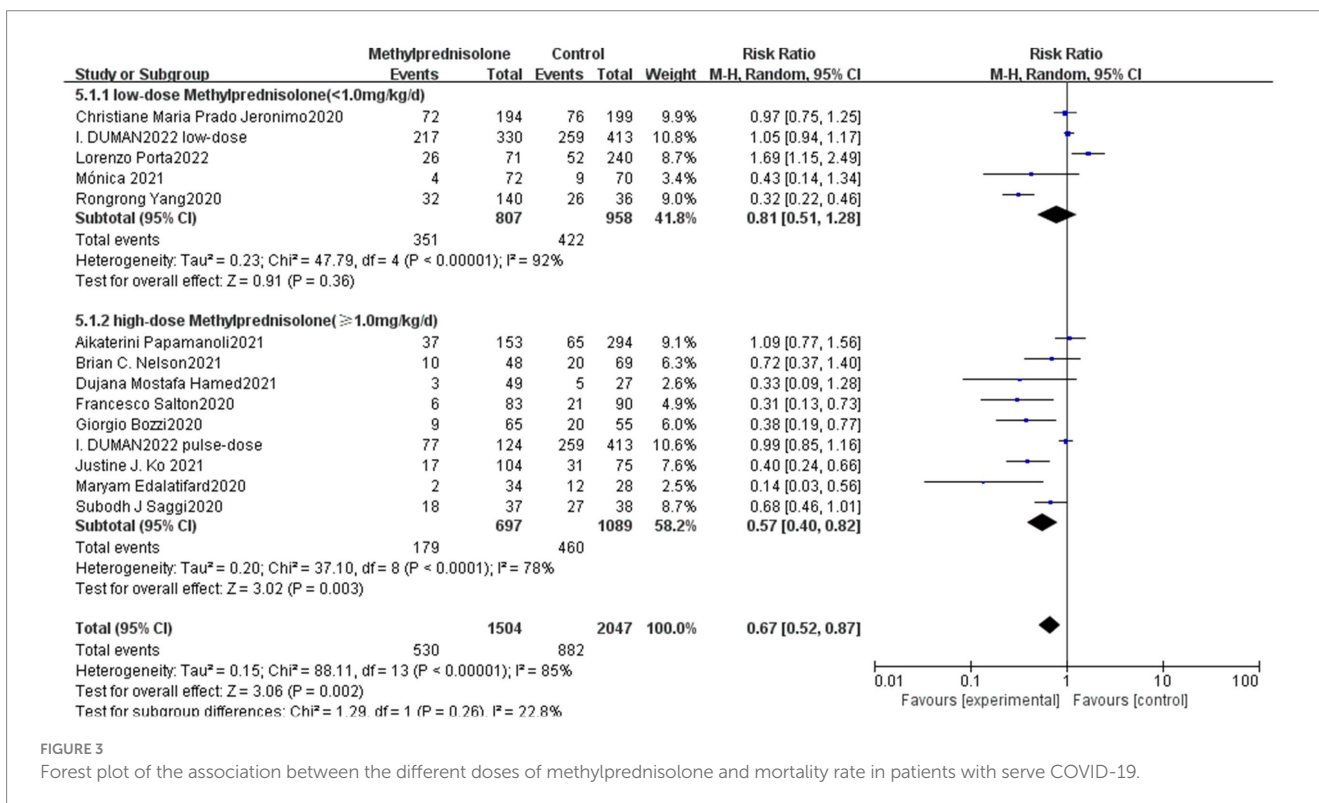 Methylprednisolone Control Risk Ratio Risk Ratio
Study or Subgroup Events Total Events Total Weight M-H, Random, 95% CI M-H, Random, 95% CI
5.1.1 low-dose Methylprednisolone(<1.0mg/kg/d)
Christiane Maria Prado Jeronimo2020 72 194 76 199 9.9% 0.97 [0.75, 1.25]
I. DUMAN2022 low-dose 217 330 259 413 10.8% 1.05 [0.94, 1.17]
Lorenzo Porta2022 26 71 52 240 8.7% 1.69 [1.15, 2.49]
Mónica 2021 4 72 9 70 3.4% 0.43 [0.14, 1.34]
Rongrong Yang2020 32 140 26 36 9.0% 0.32 [0.22, 0.46]
Subtotal (95% CI) 807 958 41.8% 0.81 [0.51, 1.28]
Total events 351 422
Heterogeneity: Tau² = 0.23; Chi² = 47.79, df = 4 (P < 0.00001); I² = 92%
Test for overall effect: Z = 0.91 (P = 0.36)
5.1.2 high-dose Methylprednisolone(≥1.0mg/kg/d)
Aikaterini Papamanoli2021 37 153 65 294 9.1% 1.09 [0.77, 1.56]
Brian C. Nelson2021 10 48 20 69 6.3% 0.72 [0.37, 1.40]
Dujana Mostafa Hamed2021 3 49 5 27 2.6% 0.33 [0.09, 1.28]
Francesco Salton2020 6 83 21 90 4.9% 0.31 [0.13, 0.73]
Giorgio Bozzi2020 9 65 20 55 6.1% 0.38 [0.19, 0.77]
I. DUMAN2022 pulse-dose 77 124 259 413 10.6% 0.99 [0.85, 1.16]
Justine J. Ko 2021 17 104 31 75 7.6% 0.40 [0.24, 0.66]
Maryam Edalatifard2020 2 34 12 28 2.5% 0.14 [0.03, 0.56]
Subodh J Saggi2020 18 37 27 38 8.7% 0.68 [0.46, 1.01]
Subtotal (95% CI) 697 1089 58.2% 0.57 [0.40, 0.82]
Total events 179 460
Heterogeneity: Tau² = 0.20; Chi² = 37.10, df = 8 (P < 0.0001); I² = 78%
Test for overall effect: Z = 3.02 (P = 0.003)
Total (95% CI) 1504 2047 100.0% 0.67 [0.52, 0.87]
Total events 530 882
Heterogeneity: Tau² = 0.15; Chi² = 88.11, df = 13 (P < 0.00001); I² = 85%
Test for overall effect: Z = 3.06 (P = 0.002)
Test for subgroup differences: Chi² = 1.29, df = 1 (P = 0.26), I² = 22.8%
0.01 0.1 1 10 100
Favours [experimental] Favours [control]
FIGURE 3
Forest plot of the association between the different doses of methylprednisolone and mortality rate in patients with serve COVID-19.